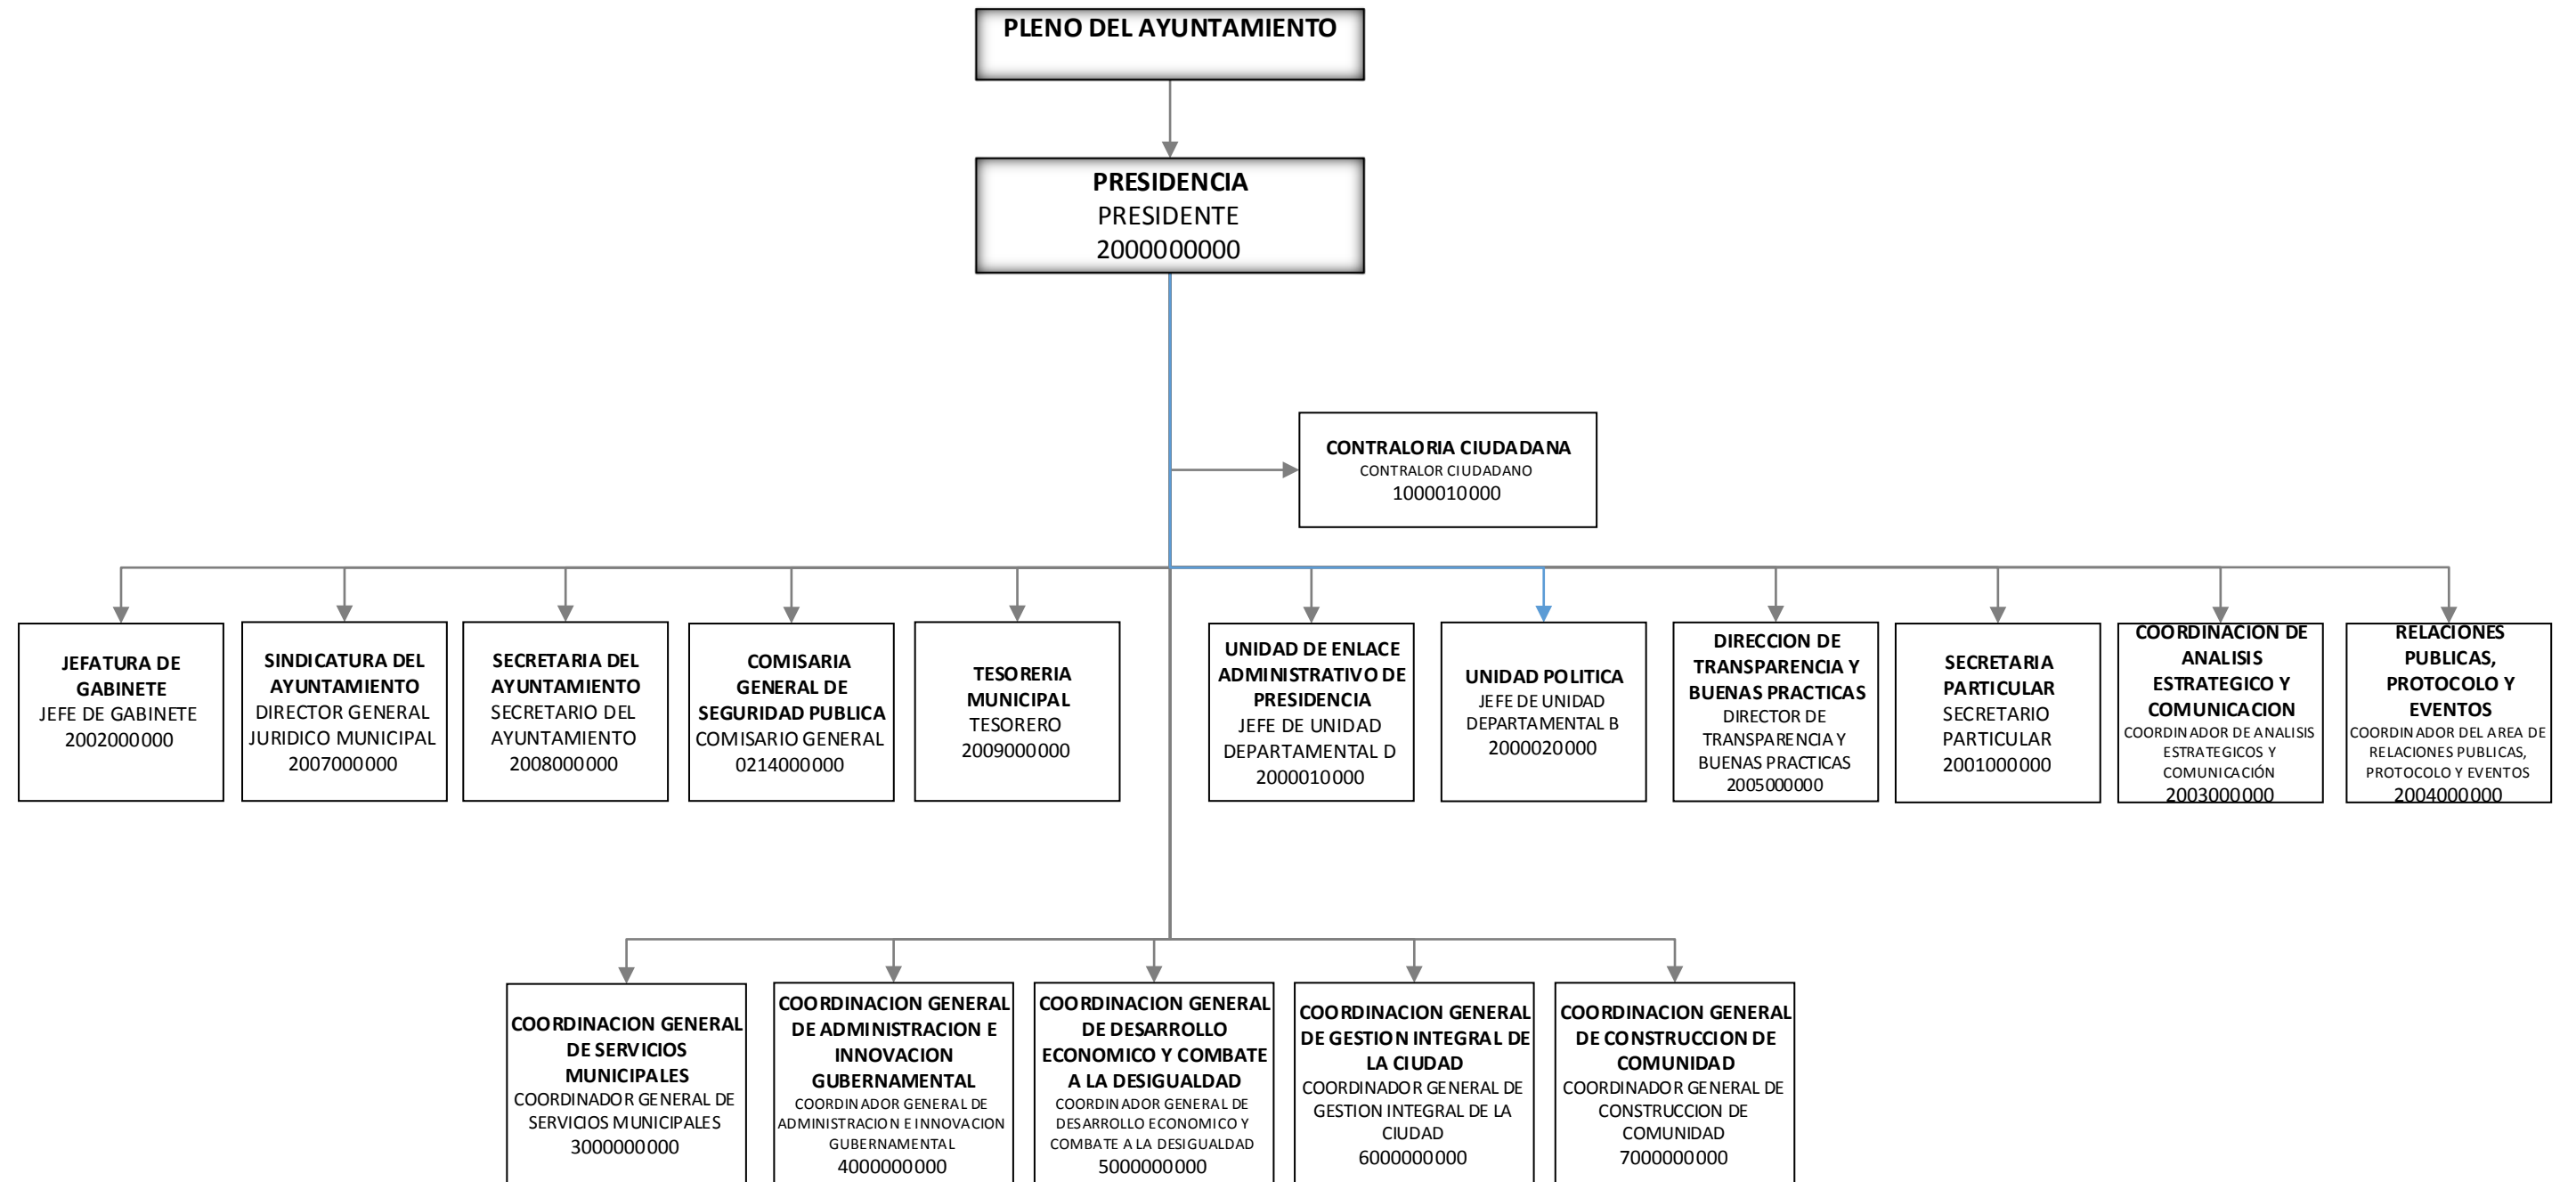 PLENO DEL AYUNTAMIENTO
PRESIDENCIA
PRESIDENTE
2000000000
CONTRALORIA CIUDADANA
CONTRALOR CIUDADANO
1000010000
JEFATURA DE
GABINETE
JEFE DE GABINETE
2002000000
SINDICATURA DEL
AYUNTAMIENTO
DIRECTOR GENERAL
JURIDICO MUNICIPAL
2007000000
SECRETARIA DEL
AYUNTAMIENTO
SECRETARIO DEL
AYUNTAMIENTO
2008000000
COMISARIA
GENERAL DE
SEGURIDAD PUBLICA
COMISARIO GENERAL
0214000000
TESORERIA
MUNICIPAL
TESORERO
2009000000
UNIDAD DE ENLACE
ADMINISTRATIVO DE
PRESIDENCIA
JEFE DE UNIDAD
DEPARTAMENTAL D
2000010000
UNIDAD POLITICA
JEFE DE UNIDAD
DEPARTAMENTAL B
2000020000
DIRECCION DE
TRANSPARENCIA Y
BUENAS PRACTICAS
DIRECTOR DE
TRANSPARENCIA Y
BUENAS PRACTICAS
2005000000
SECRETARIA
PARTICULAR
SECRETARIO
PARTICULAR
2001000000
COORDINACION DE
ANALISIS
ESTRATEGICO Y
COMUNICACION
COORDINADOR DE ANALISIS
ESTRATEGICOS Y
COMUNICACIÓN
2003000000
RELACIONES
PUBLICAS,
PROTOCOLO Y
EVENTOS
COORDINADOR DEL AREA DE
RELACIONES PUBLICAS,
PROTOCOLO Y EVENTOS
2004000000
COORDINACION GENERAL
DE SERVICIOS
MUNICIPALES
COORDINADOR GENERAL DE
SERVICIOS MUNICIPALES
3000000000
COORDINACION GENERAL
DE ADMINISTRACION E
INNOVACION
GUBERNAMENTAL
COORDINADOR GENERAL DE
ADMINISTRACION E INNOVACION
GUBERNAMENTAL
4000000000
COORDINACION GENERAL
DE DESARROLLO
ECONOMICO Y COMBATE
A LA DESIGUALDAD
COORDINADOR GENERAL DE
DESARROLLO ECONOMICO Y
COMBATE A LA DESIGUALDAD
5000000000
COORDINACION GENERAL
DE GESTION INTEGRAL DE
LA CIUDAD
COORDINADOR GENERAL DE
GESTION INTEGRAL DE LA
CIUDAD
6000000000
COORDINACION GENERAL
DE CONSTRUCCION DE
COMUNIDAD
COORDINADOR GENERAL DE
CONSTRUCCION DE
COMUNIDAD
7000000000